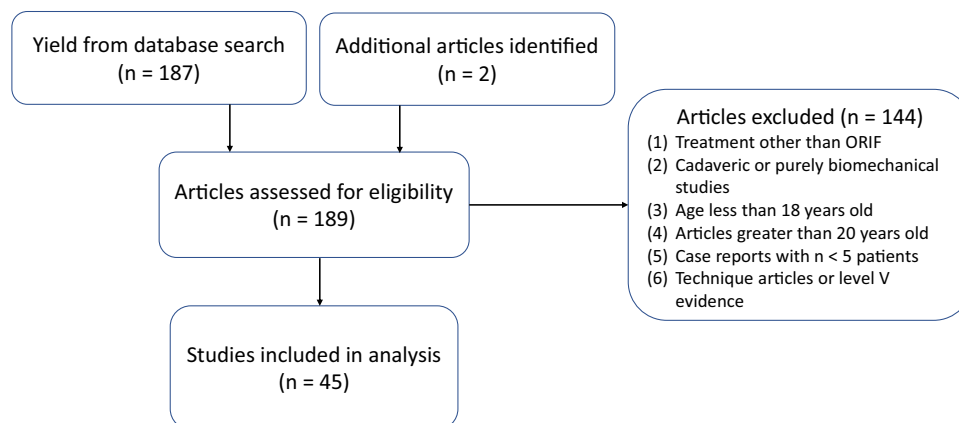 Yield from database search
(n = 187)
Additional articles identified
(n = 2)
Articles assessed for eligibility
(n = 189)
Articles excluded (n = 144)
(1) Treatment other than ORIF
(2) Cadaveric or purely biomechanical
studies
(3) Age less than 18 years old
(4) Articles greater than 20 years old
(5) Case reports with n < 5 patients
(6) Technique articles or level V
evidence
Studies included in analysis
(n = 45)